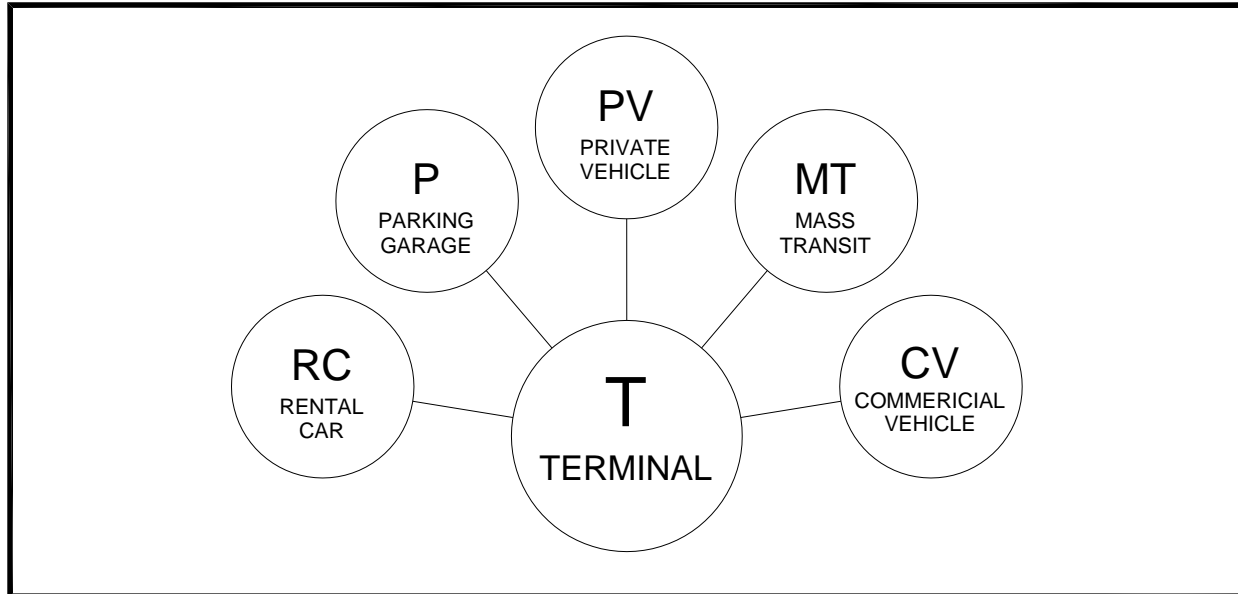 PV
PRIVATE
VEHICLE
P
PARKING
GARAGE
MT
MASS
TRANSIT
RC
RENTAL
CAR
CV
COMMERICIAL
VEHICLE
T
TERMINAL